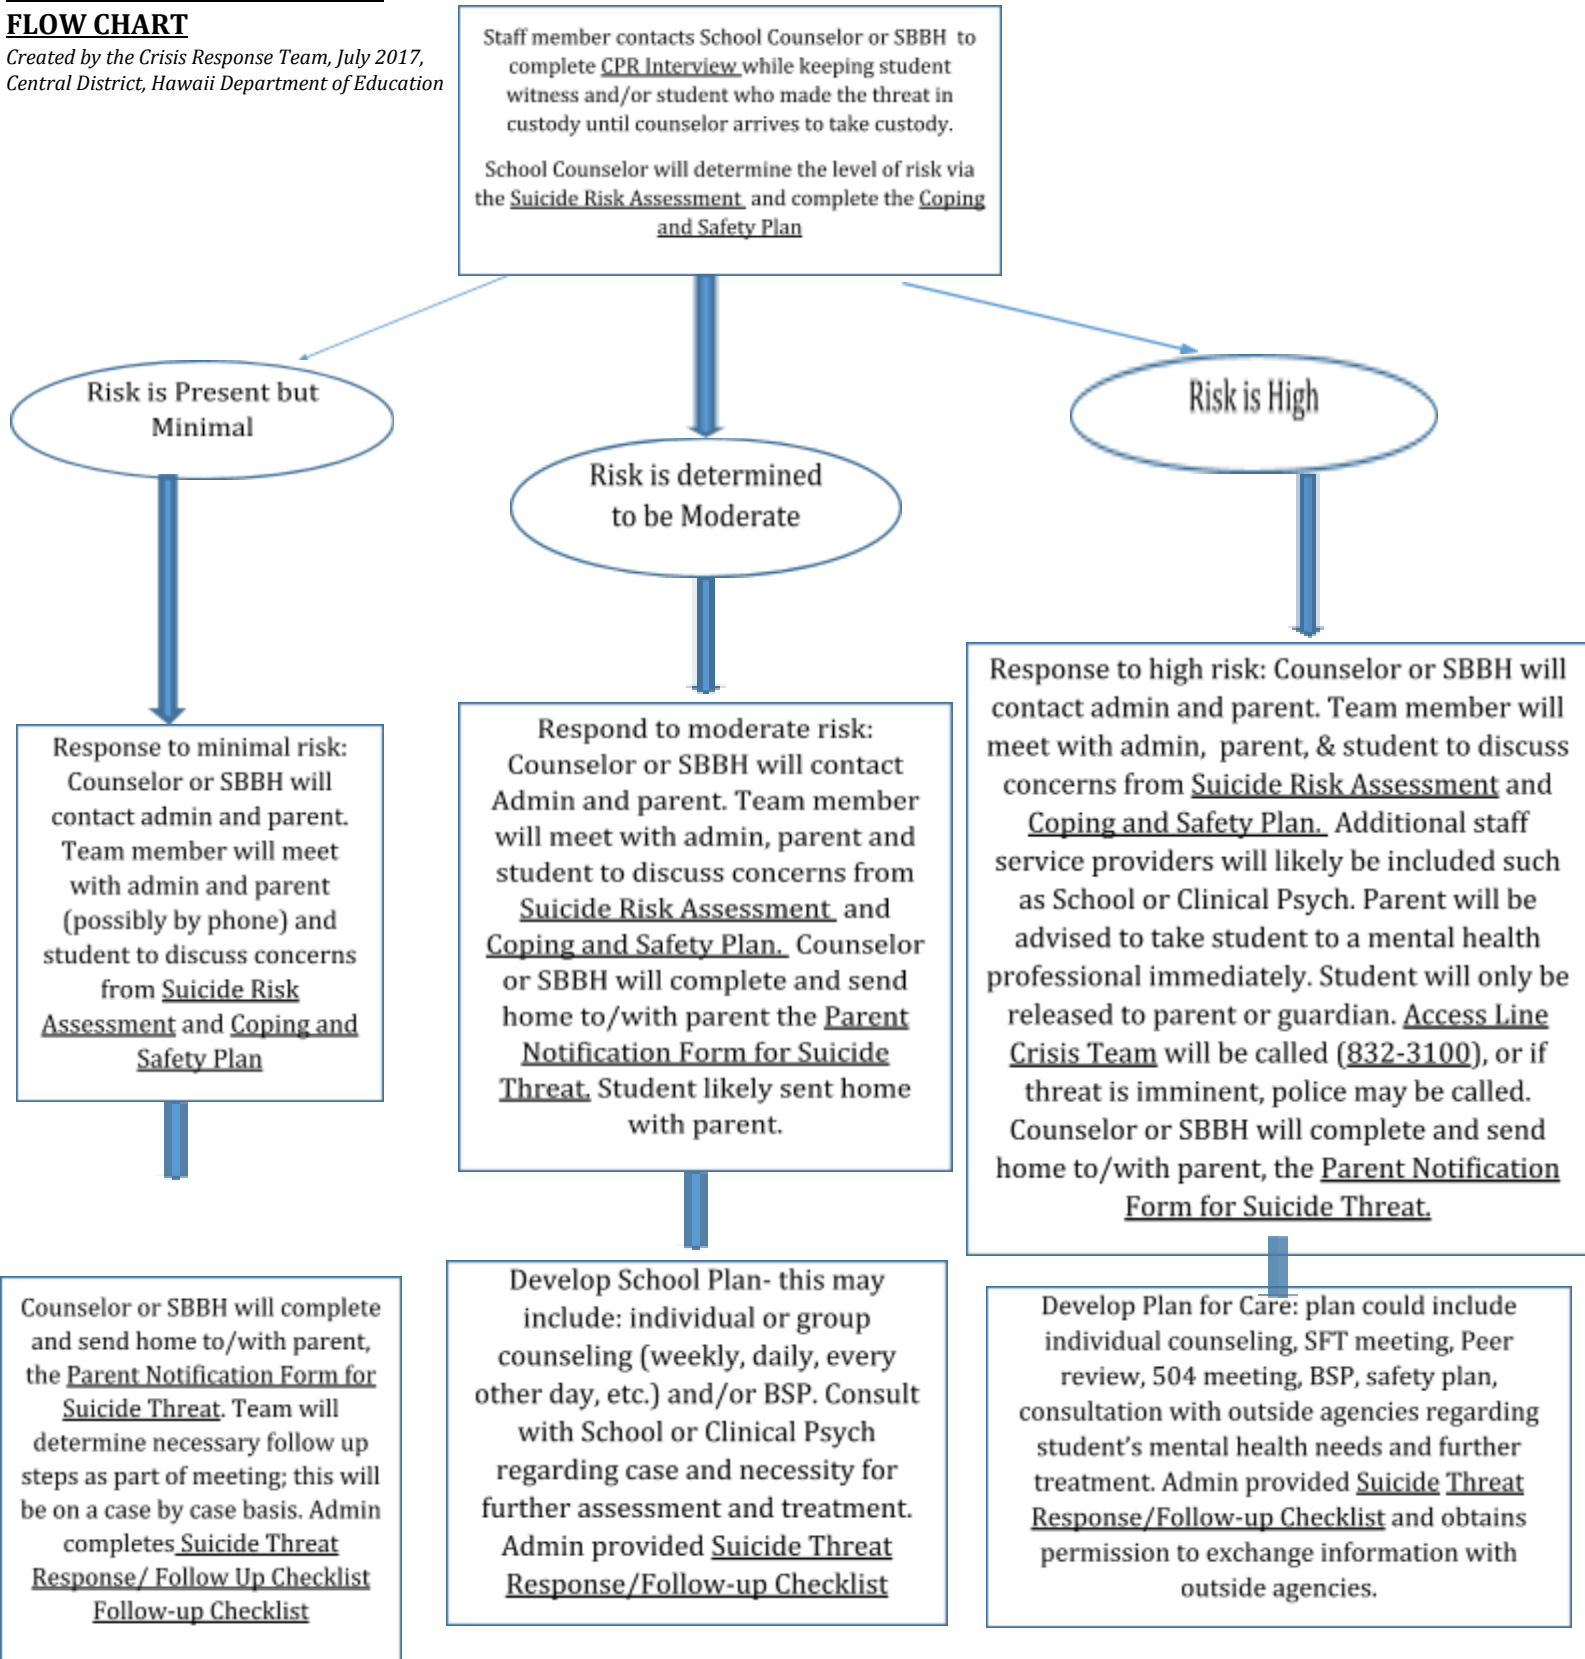 FLOW CHART
Created by the Crisis Response Team, July 2017,
Central District, Hawaii Department of Education
Staff member contacts School Counselor or SBBH to
complete CPR Interview while keeping student
witness and/or student who made the threat in
custody until counselor arrives to take custody.
School Counselor will determine the level of risk via
the Suicide Risk Assessment and complete the Coping
and Safety Plan
Risk is Present but
Minimal
Risk is determined
to be Moderate
Risk is High
Response to minimal risk:
Counselor or SBBH will
contact admin and parent.
Team member will meet
with admin and parent
(possibly by phone) and
student to discuss concerns
from Suicide Risk
Assessment and Coping and
Safety Plan
Respond to moderate risk:
Counselor or SBBH will contact
Admin and parent. Team member
will meet with admin, parent and
student to discuss concerns from
Suicide Risk Assessment and
Coping and Safety Plan. Counselor
or SBBH will complete and send
home to/with parent the Parent
Notification Form for Suicide
Threat. Student likely sent home
with parent.
Response to high risk: Counselor or SBBH will
contact admin and parent. Team member will
meet with admin, parent, & student to discuss
concerns from Suicide Risk Assessment and
Coping and Safety Plan. Additional staff
service providers will likely be included such
as School or Clinical Psych. Parent will be
advised to take student to a mental health
professional immediately. Student will only be
released to parent or guardian. Access Line
Crisis Team will be called (832-3100), or if
threat is imminent, police may be called.
Counselor or SBBH will complete and send
home to/with parent, the Parent Notification
Form for Suicide Threat.
Counselor or SBBH will complete
and send home to/with parent,
the Parent Notification Form for
Suicide Threat. Team will
determine necessary follow up
steps as part of meeting; this will
be on a case by case basis. Admin
completes Suicide Threat
Response/ Follow Up Checklist
Follow-up Checklist
Develop School Plan- this may
include: individual or group
counseling (weekly, daily, every
other day, etc.) and/or BSP. Consult
with School or Clinical Psych
regarding case and necessity for
further assessment and treatment.
Admin provided Suicide Threat
Response/Follow-up Checklist
Develop Plan for Care: plan could include
individual counseling, SFT meeting, Peer
review, 504 meeting, BSP, safety plan,
consultation with outside agencies regarding
student's mental health needs and further
treatment. Admin provided Suicide Threat
Response/Follow-up Checklist and obtains
permission to exchange information with
outside agencies.